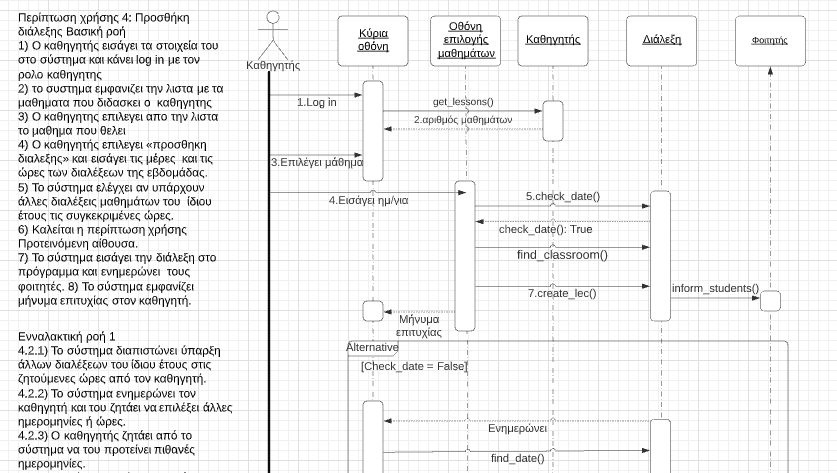 Περίπτωση χρήσης 4: Προσθήκη
διάλεξης Βασική ροή
1) Ο καθηγητής εισάγει τα στοιχεία του
στο σύστημα και κάνει log in με τον
ρολο καθηγητης
2) το συστημα εμφανιζει την λιστα με τα
μαθηματα που διδασκει ο καθηγητης
3) Ο καθηγητης επιλεγει απο την λιστα
το μαθημα που θελει
4) Ο καθηγητής επιλεγει «προσθηκη
διαλεξης» και εισάγει τις μέρες και τις
ώρες των διαλέξεων της εβδομάδας.
5) Το σύστημα ελέγχει αν υπάρχουν
άλλες διαλέξεις μαθημάτων του ίδιου
έτους τις συγκεκριμένες ώρες.
6) Καλείται η περίπτωση χρήσης
Προτεινόμενη αίθουσα.
7) Το σύστημα εισάγει την διάλεξη στο
πρόγραμμα και ενημερώνει τους
φοιτητές. 8) Το σύστημα εμφανίζει
μήνυμα επιτυχίας στον καθηγητή.
Ενναλακτική ροή 1
4.2.1) Το σύστημα διαπιστώνει ύπαρξη
άλλων διαλέξεων του ίδιου έτους στις
ζητούμενες ώρες από τον καθηγητή.
4.2.2) Το σύστημα ενημερώνει τον
καθηγητή και του ζητάει να επιλέξει άλλες
ημερομηνίες ή ώρες.
4.2.3) Ο καθηγητής ζητάει από το
σύστημα να του προτείνει πιθανές
ημερομηνίες.
Καθηγητής
Κύρια
οθόνη
Οθόνη
επιλογής
μαθημάτων
Καθηγητής
Διάλεξη
Φοιτητής
1.Log in
get_lessons()
2.αριθμός μαθημάτων
3.Επιλέγει μάθημα
4.Εισάγει ημ/για
5.check_date()
check_date(): True
find_classroom()
7.create_lec()
inform_students()
Μήνυμα
επιτυχίας
Alternative
[Check_date = False]
Ενημερώνει
find_date()